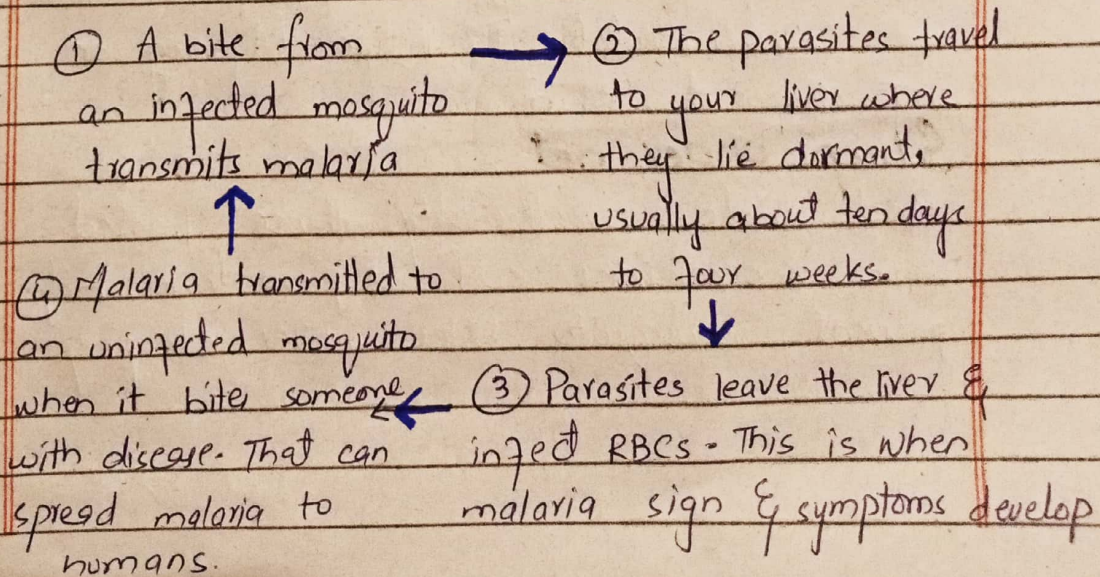 ① A bite from
an infected mosquito
transmits malaria
② The parasites travel
to your liver where
they lie dormant,
usually about ten days
to four weeks.
③ Parasites leave the liver &
infect RBCs - This is when
malaria sign & symptoms develop
④ Malaria transmitted to
an uninfected mosquito
when it bite, someone
with disease. That can
spread malaria to
humans.